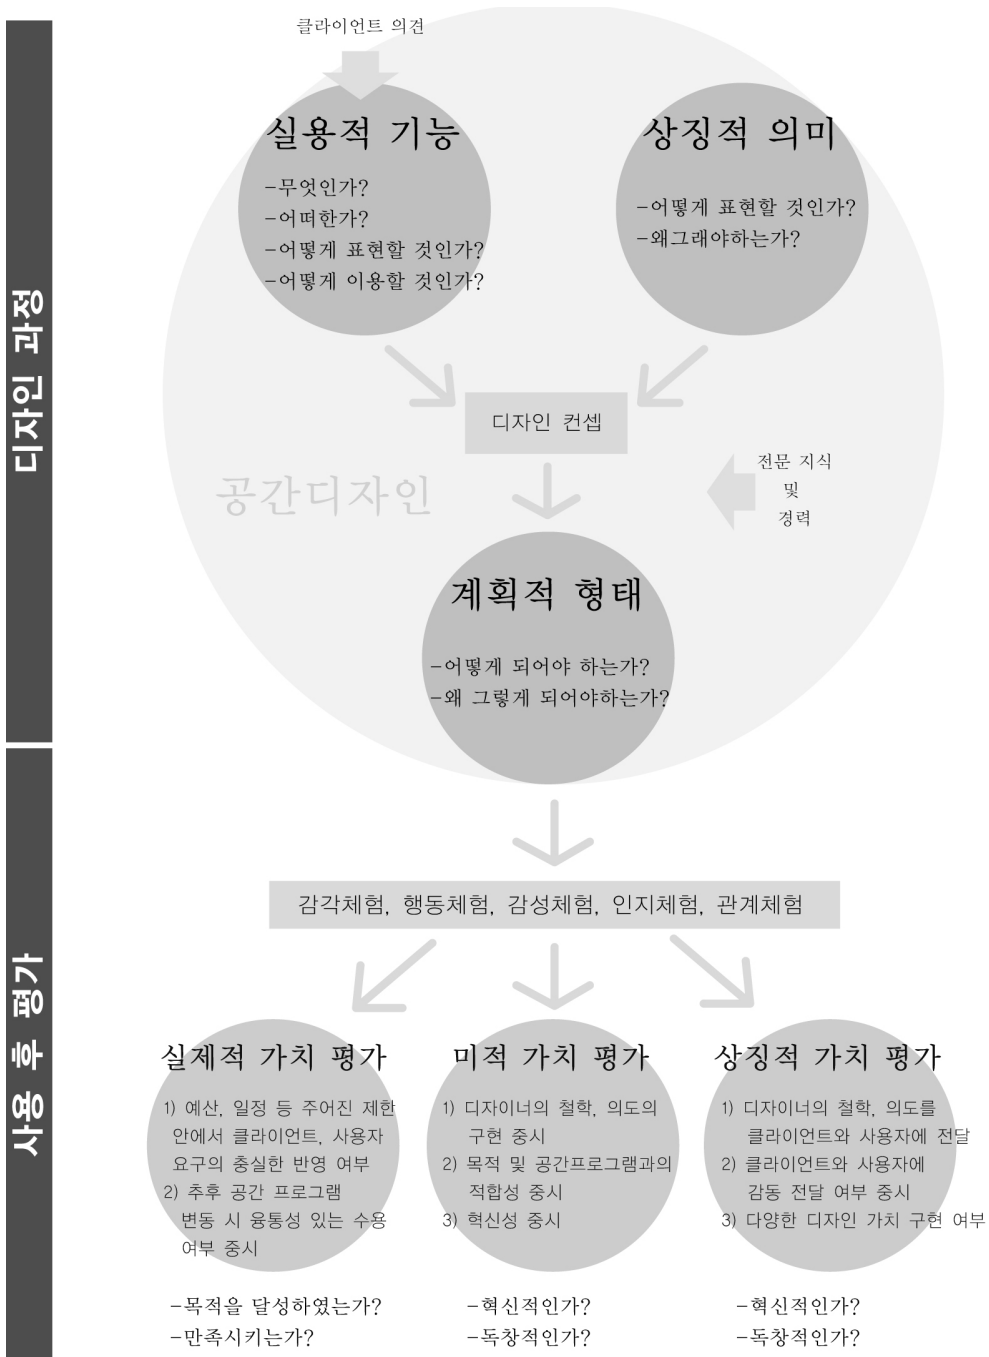 디자인 과정
클라이언트 의견
실용적 기능
-무엇인가?
-어떠한가?
-어떻게 표현할 것인가?
-어떻게 이용할 것인가?
상징적 의미
-어떻게 표현할 것인가?
-왜그래야하는가?
디자인 컨셉
공간디자인
전문 지식
및
경력
계획적 형태
-어떻게 되어야 하는가?
-왜 그렇게 되어야하는가?
사용 후 평가
감각체험, 행동체험, 감성체험, 인지체험, 관계체험
실제적 가치 평가
1) 예산, 일정 등 주어진 제한
안에서 클라이언트, 사용자
요구의 충실한 반영 여부
2) 추후 공간 프로그램
변동 시 융통성 있는 수용
여부 중시
-목적을 달성하였는가?
-만족시키는가?
미적 가치 평가
1) 디자이너의 철학, 의도의
구현 중시
2) 목적 및 공간프로그램과의
적합성 중시
3) 혁신성 중시
-혁신적인가?
-독창적인가?
상징적 가치 평가
1) 디자이너의 철학, 의도를
클라이언트와 사용자에 전달
2) 클라이언트와 사용자에
감동 전달 여부 중시
3) 다양한 디자인 가치 구현 여부
-혁신적인가?
-독창적인가?